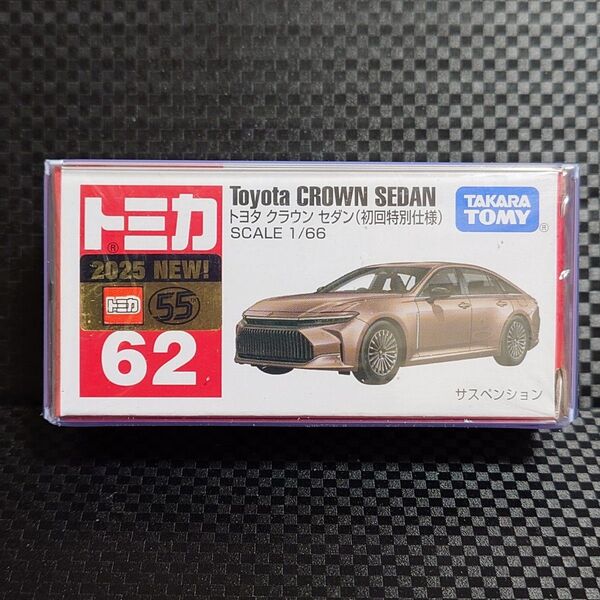 トミカ
®
2025 NEW!
トミカ 55th
62
Toyota CROWN SEDAN
トヨタ クラウン セダン(初回特別仕様)
SCALE 1/66
TAKARA
TOMY
®
サスペンション